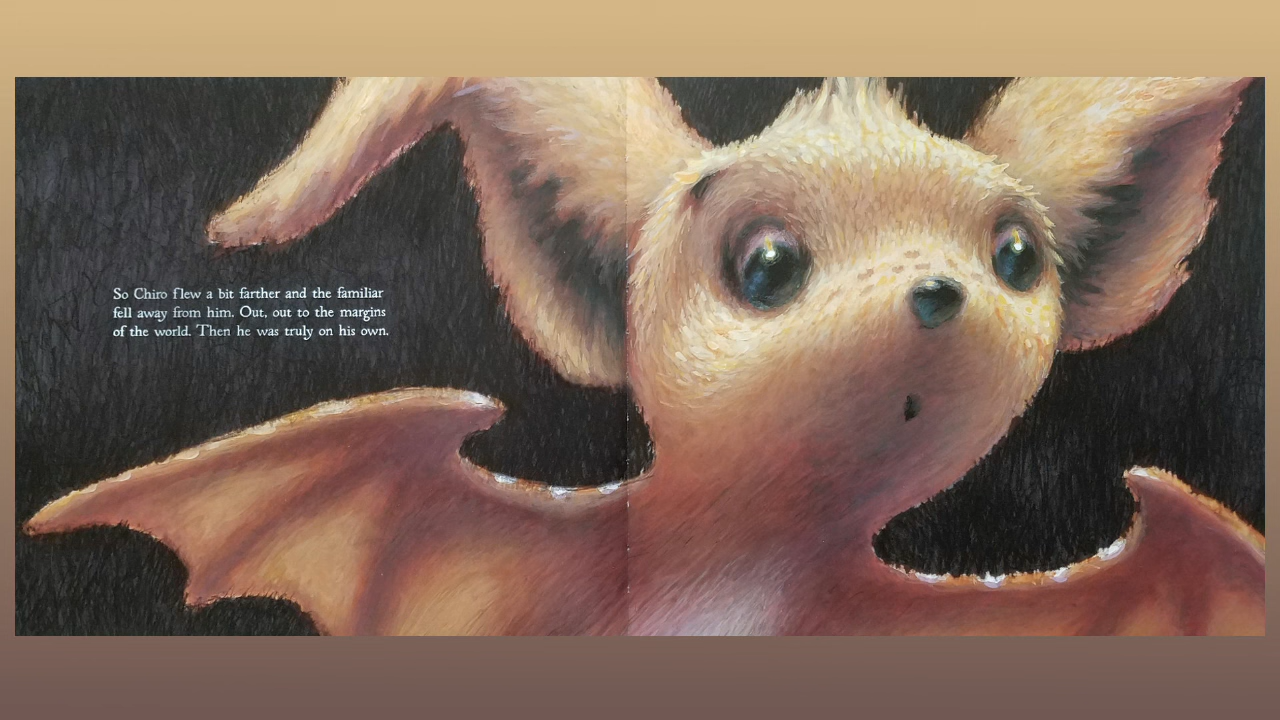 So Chiro flew a bit farther and the familiar
fell away from him. Out, out to the margins
of the world. Then he was truly on his own.